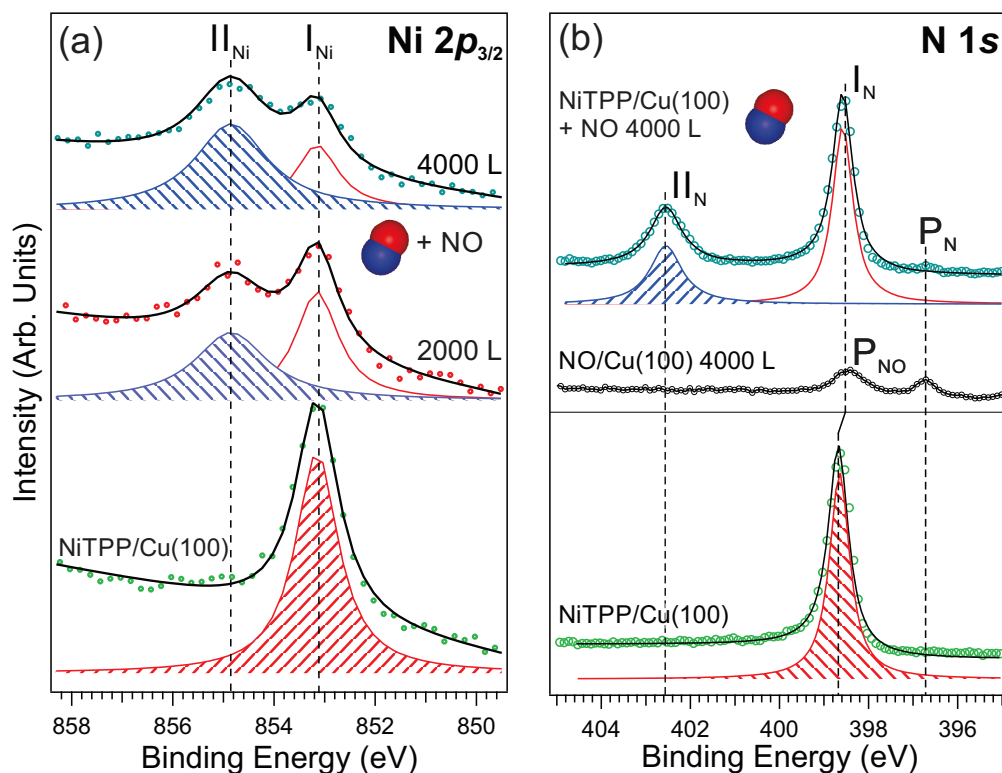 (a)
II_Ni
I_Ni
Ni 2p3/2
4000 L
+ NO
2000 L
NiTPP/Cu(100)
Intensity (Arb. Units)
858
856
854
852
850
Binding Energy (eV)
(b)
N 1s
NiTPP/Cu(100)
+ NO 4000 L
I_N
II_N
P_N
NO/Cu(100) 4000 L
P_NO
NiTPP/Cu(100)
404
402
400
398
396
Binding Energy (eV)